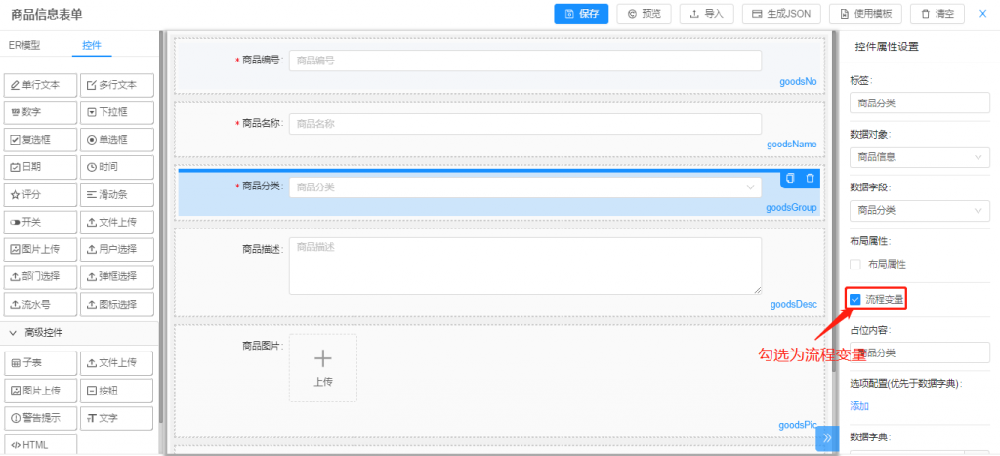 商品信息表单
保存
预览
导入
生成JSON
使用模板
清空
ER模型
控件
单行文本
多行文本
数字
下拉框
复选框
单选框
日期
时间
评分
滑动条
开关
文件上传
图片上传
用户选择
部门选择
弹框选择
流水号
图标选择
高级控件
子表
文件上传
图片上传
按钮
警告提示
文字
HTML
* 商品编号:
商品编号
goodsNo
* 商品名称:
商品名称
goodsName
* 商品分类:
商品分类
goodsGroup
商品描述:
商品描述
goodsDesc
商品图片:
上传
goodsPic
控件属性设置
标签:
商品分类
数据对象:
商品信息
数据字段:
商品分类
布局属性:
布局属性
流程变量
勾选为流程变量
占位内容:
商品分类
选项配置(优先于数据字典):
添加
数据字典: